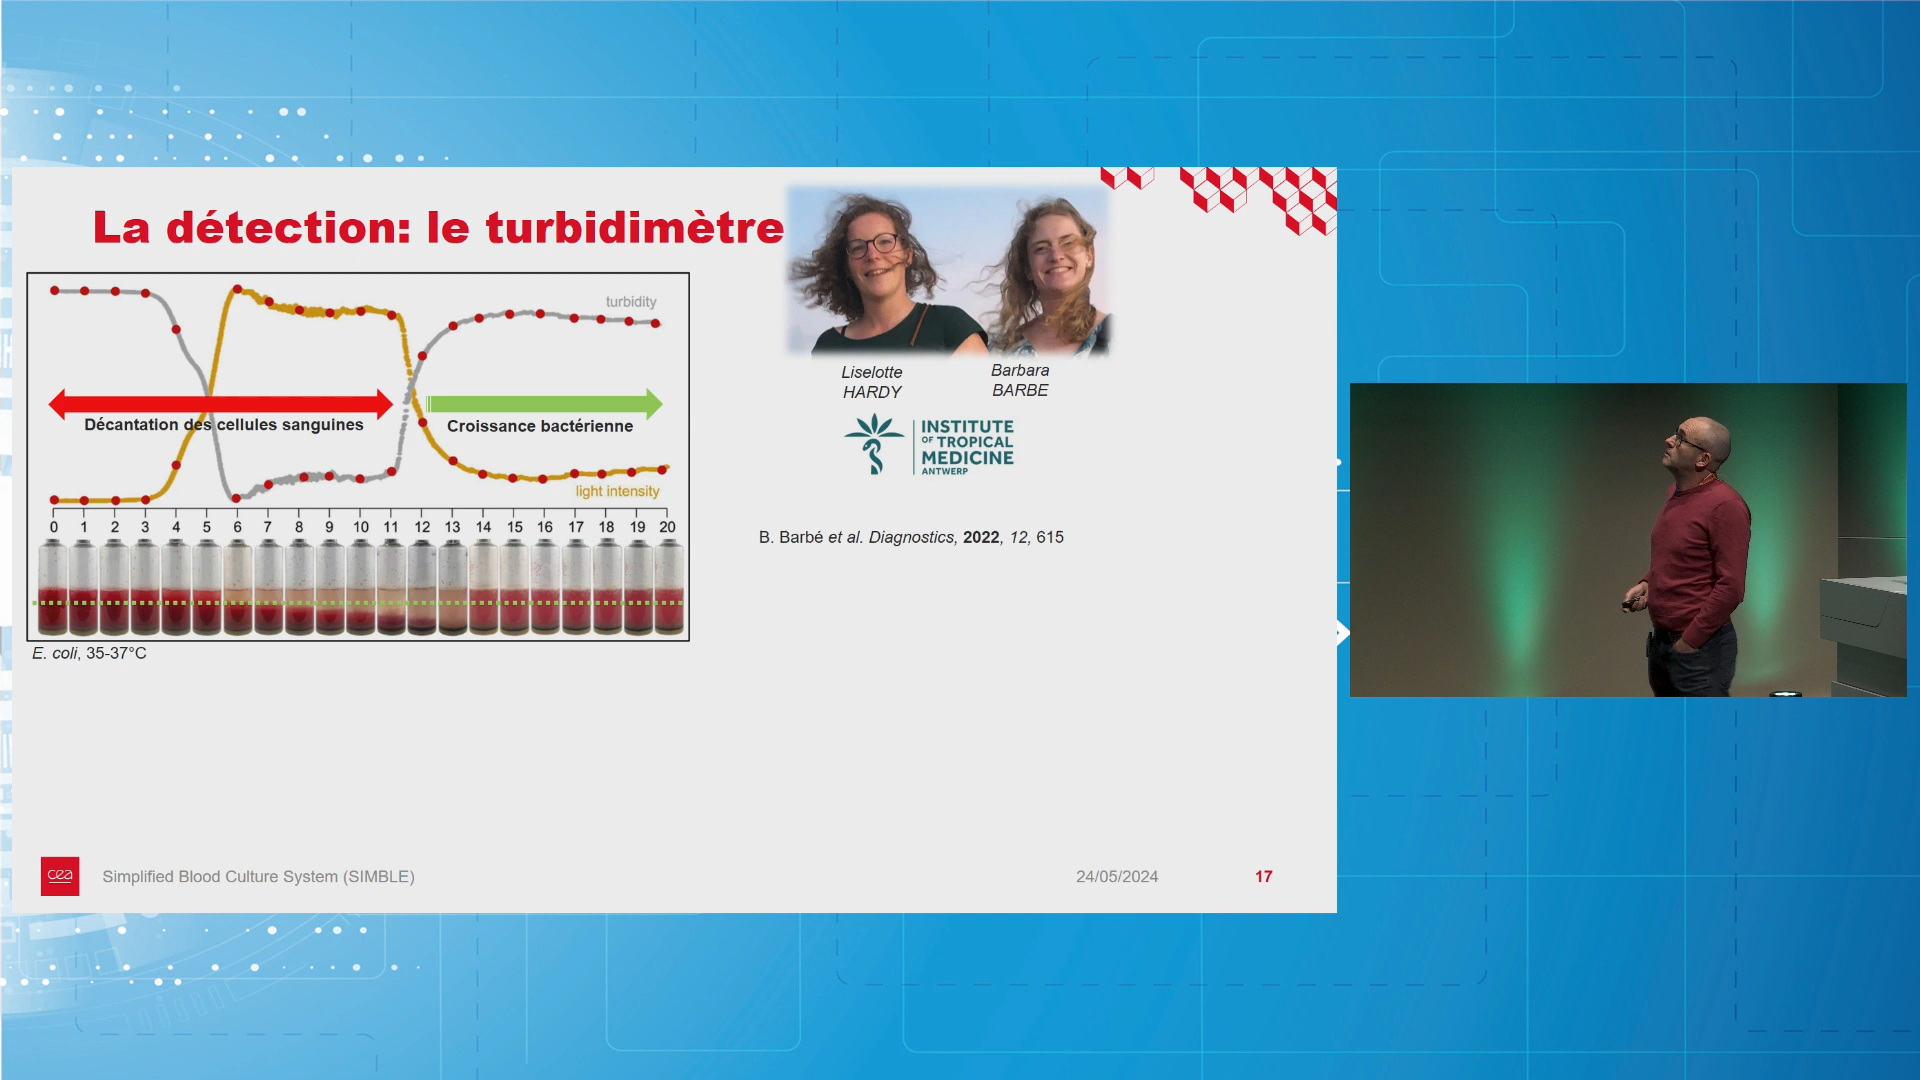 La détection: le turbidimètre
turbidity
Décantation des cellules sanguines
Croissance bactérienne
light intensity
0 1 2 3 4 5 6 7 8 9 10 11 12 13 14 15 16 17 18 19 20
E. coli, 35-37°C
Liselotte
HARDY
Barbara
BARBE
INSTITUTE
OF TROPICAL
MEDICINE
ANTWERP
B. Barbé et al. Diagnostics, 2022, 12, 615
cea
Simplified Blood Culture System (SIMBLE)
24/05/2024
17